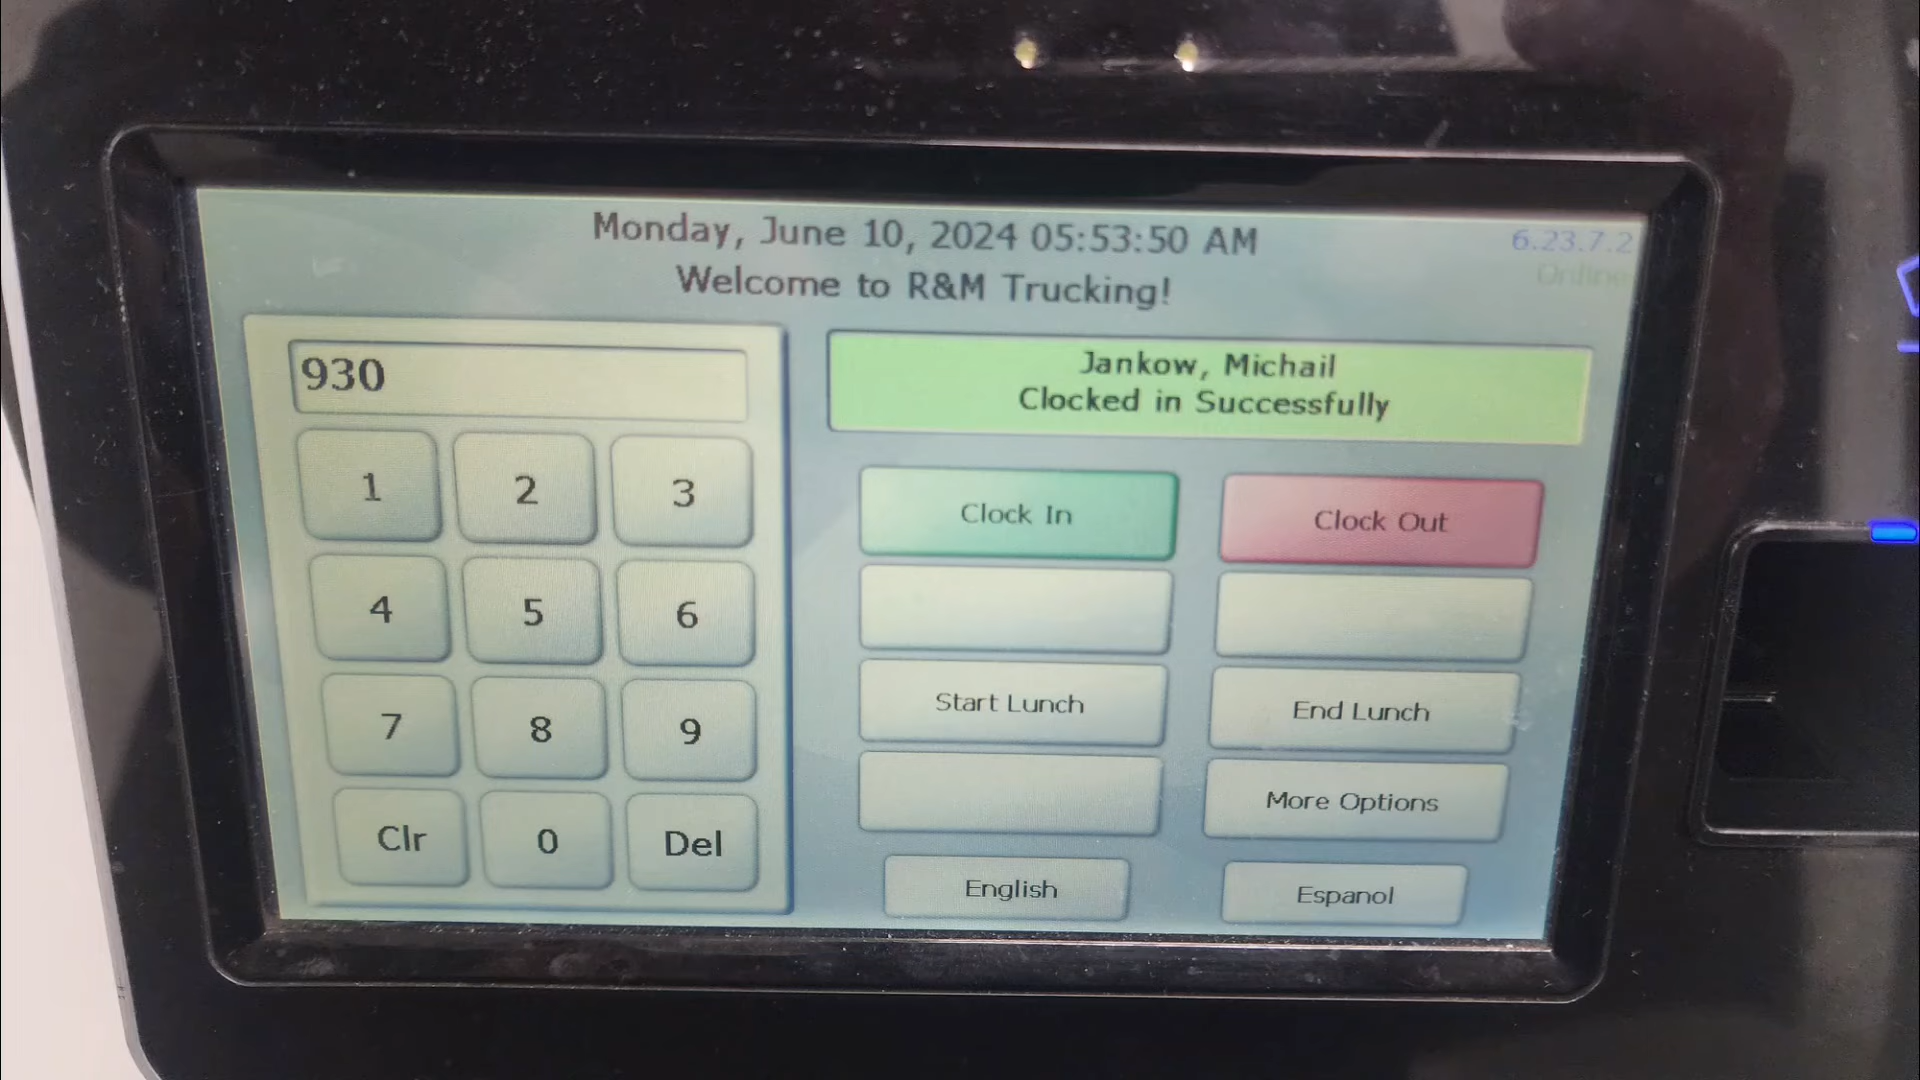 Monday, June 10, 2024 05:53:50 AM
6.23.7.2
Online
Welcome to R&M Trucking!
930
Jankow, Michail
Clocked in Successfully
1 2 3
4 5 6
7 8 9
Clr 0 Del
Clock In
Clock Out
Start Lunch
End Lunch
More Options
English
Espanol